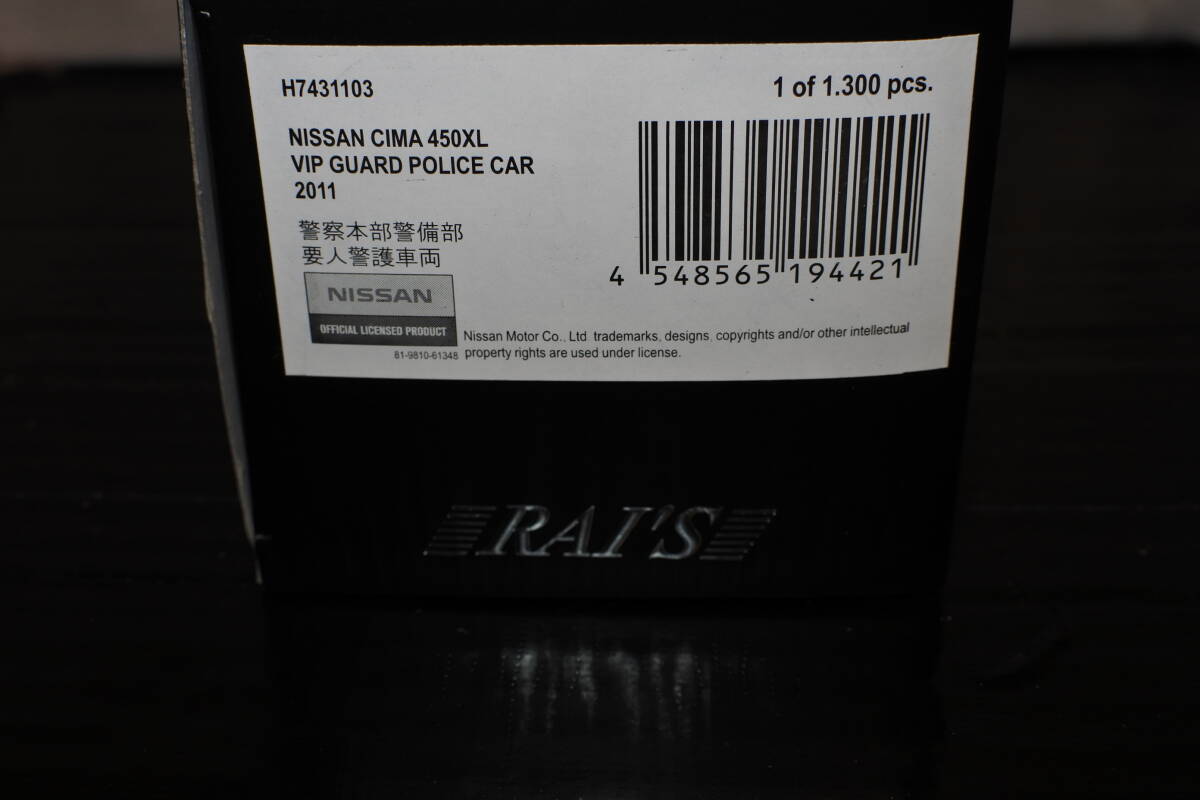 H7431103
1 of 1.300 pcs.
NISSAN CIMA 450XL
VIP GUARD POLICE CAR
2011
警察本部警備部
要人警護車両
4 548565 194421
NISSAN
OFFICIAL LICENSED PRODUCT
81-9810-61348
Nissan Motor Co., Ltd trademarks, designs, copyrights and/or other intellectual
property rights are used under license.
RAI'S